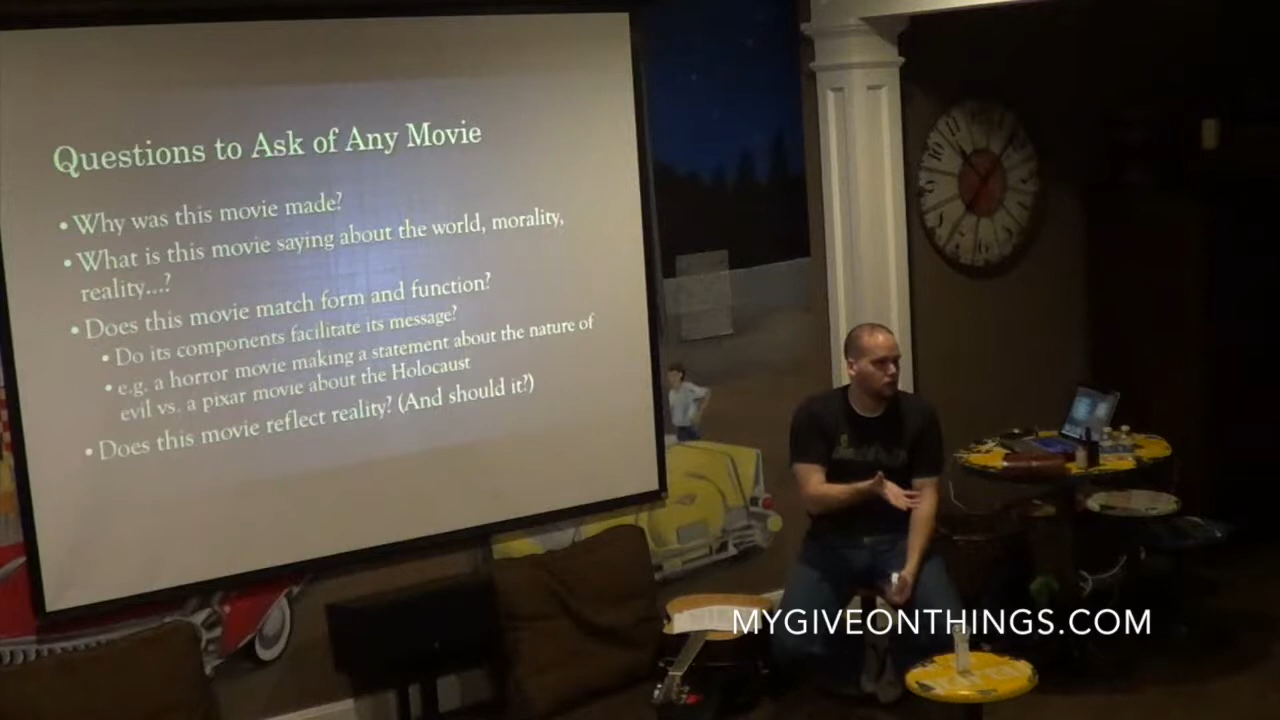 Questions to Ask of Any Movie
• Why was this movie made?
• What is this movie saying about the world, morality,
reality...?
• Does this movie match form and function?
• Do its components facilitate its message?
• e.g. a horror movie making a statement about the nature of
evil vs. a pixar movie about the Holocaust
• Does this movie reflect reality? (And should it?)
MYGIVEONTHINGS.COM